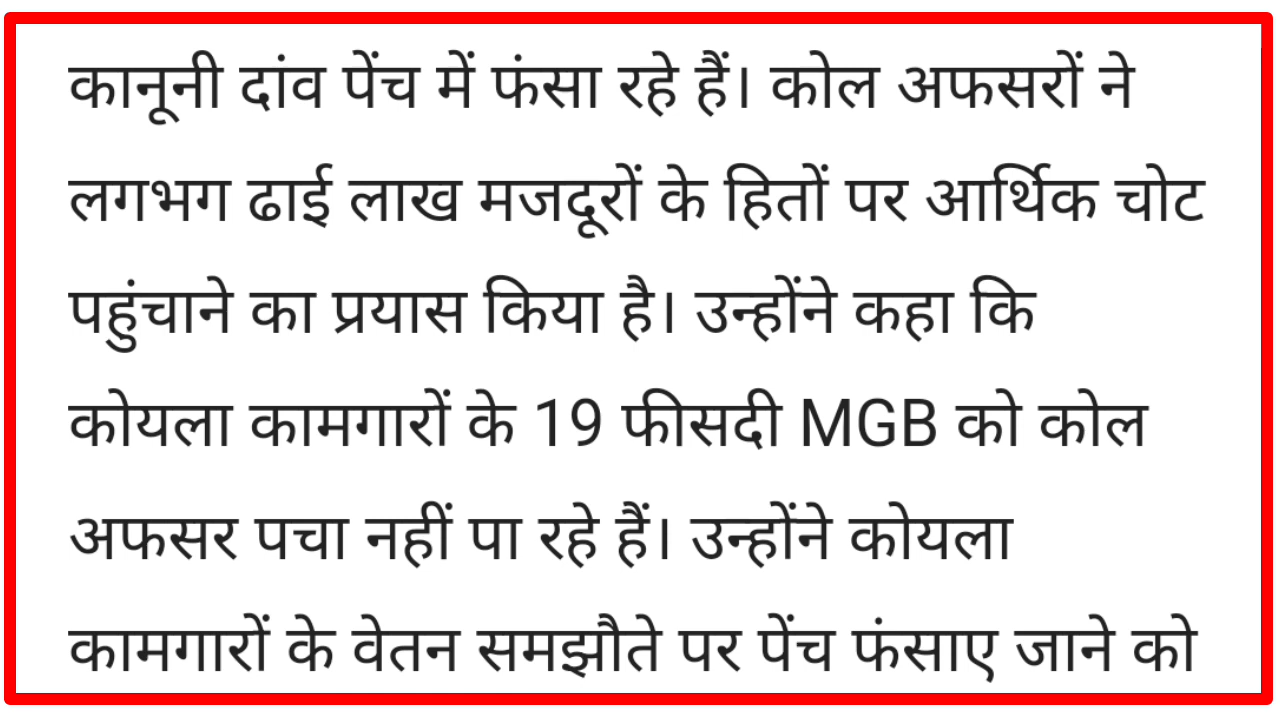 कानूनी दांव पेंच में फंसा रहे हैं। कोल अफसरों ने
लगभग ढाई लाख मजदूरों के हितों पर आर्थिक चोट
पहुंचाने का प्रयास किया है। उन्होंने कहा कि
कोयला कामगारों के 19 फीसदी MGB को कोल
अफसर पचा नहीं पा रहे हैं। उन्होंने कोयला
कामगारों के वेतन समझौते पर पेंच फंसाए जाने को